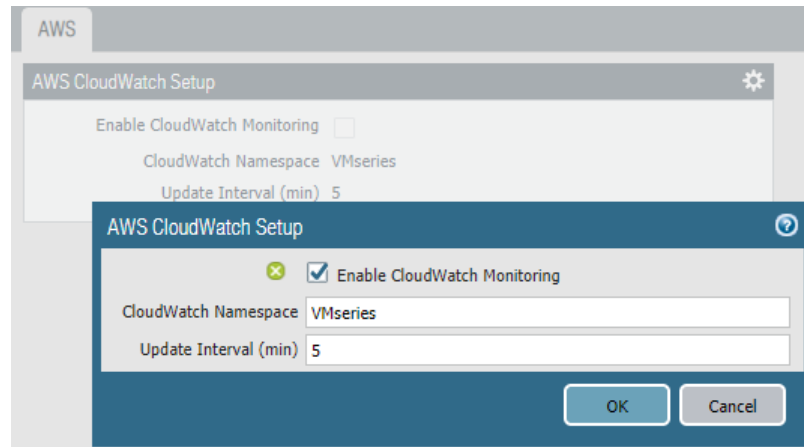 AWS
AWS CloudWatch Setup
Enable CloudWatch Monitoring
CloudWatch Namespace VMseries
Update Interval (min) 5
AWS CloudWatch Setup
Enable CloudWatch Monitoring
CloudWatch Namespace VMseries
Update Interval (min) 5
OK Cancel